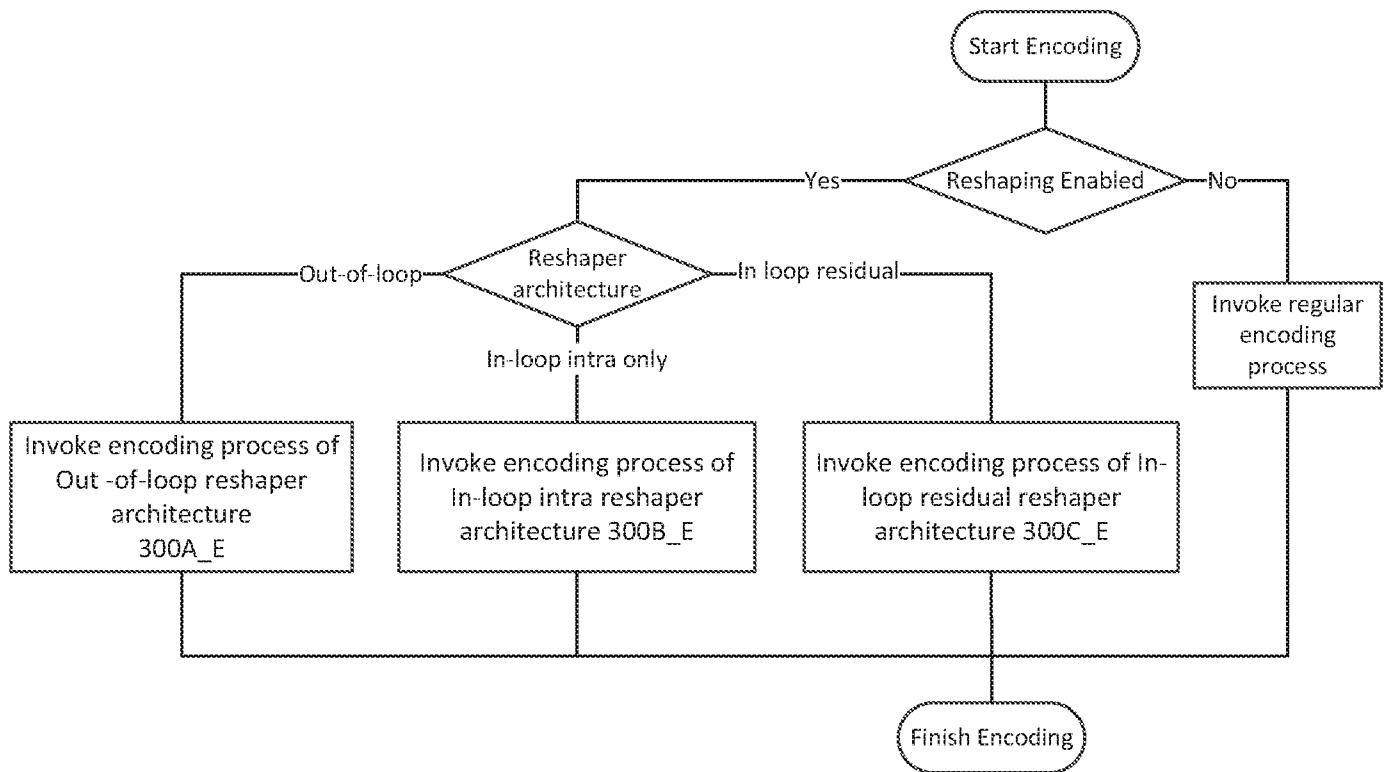 Start Encoding
Yes
Reshaping Enabled
No
Out-of-loop
Reshaper
architecture
In loop residual
In-loop intra only
Invoke regular
encoding
process
Invoke encoding process of
Out -of-loop reshaper
architecture
300A_E
Invoke encoding process of
In-loop intra reshaper
architecture 300B_E
Invoke encoding process of In-
loop residual reshaper
architecture 300C_E
Finish Encoding